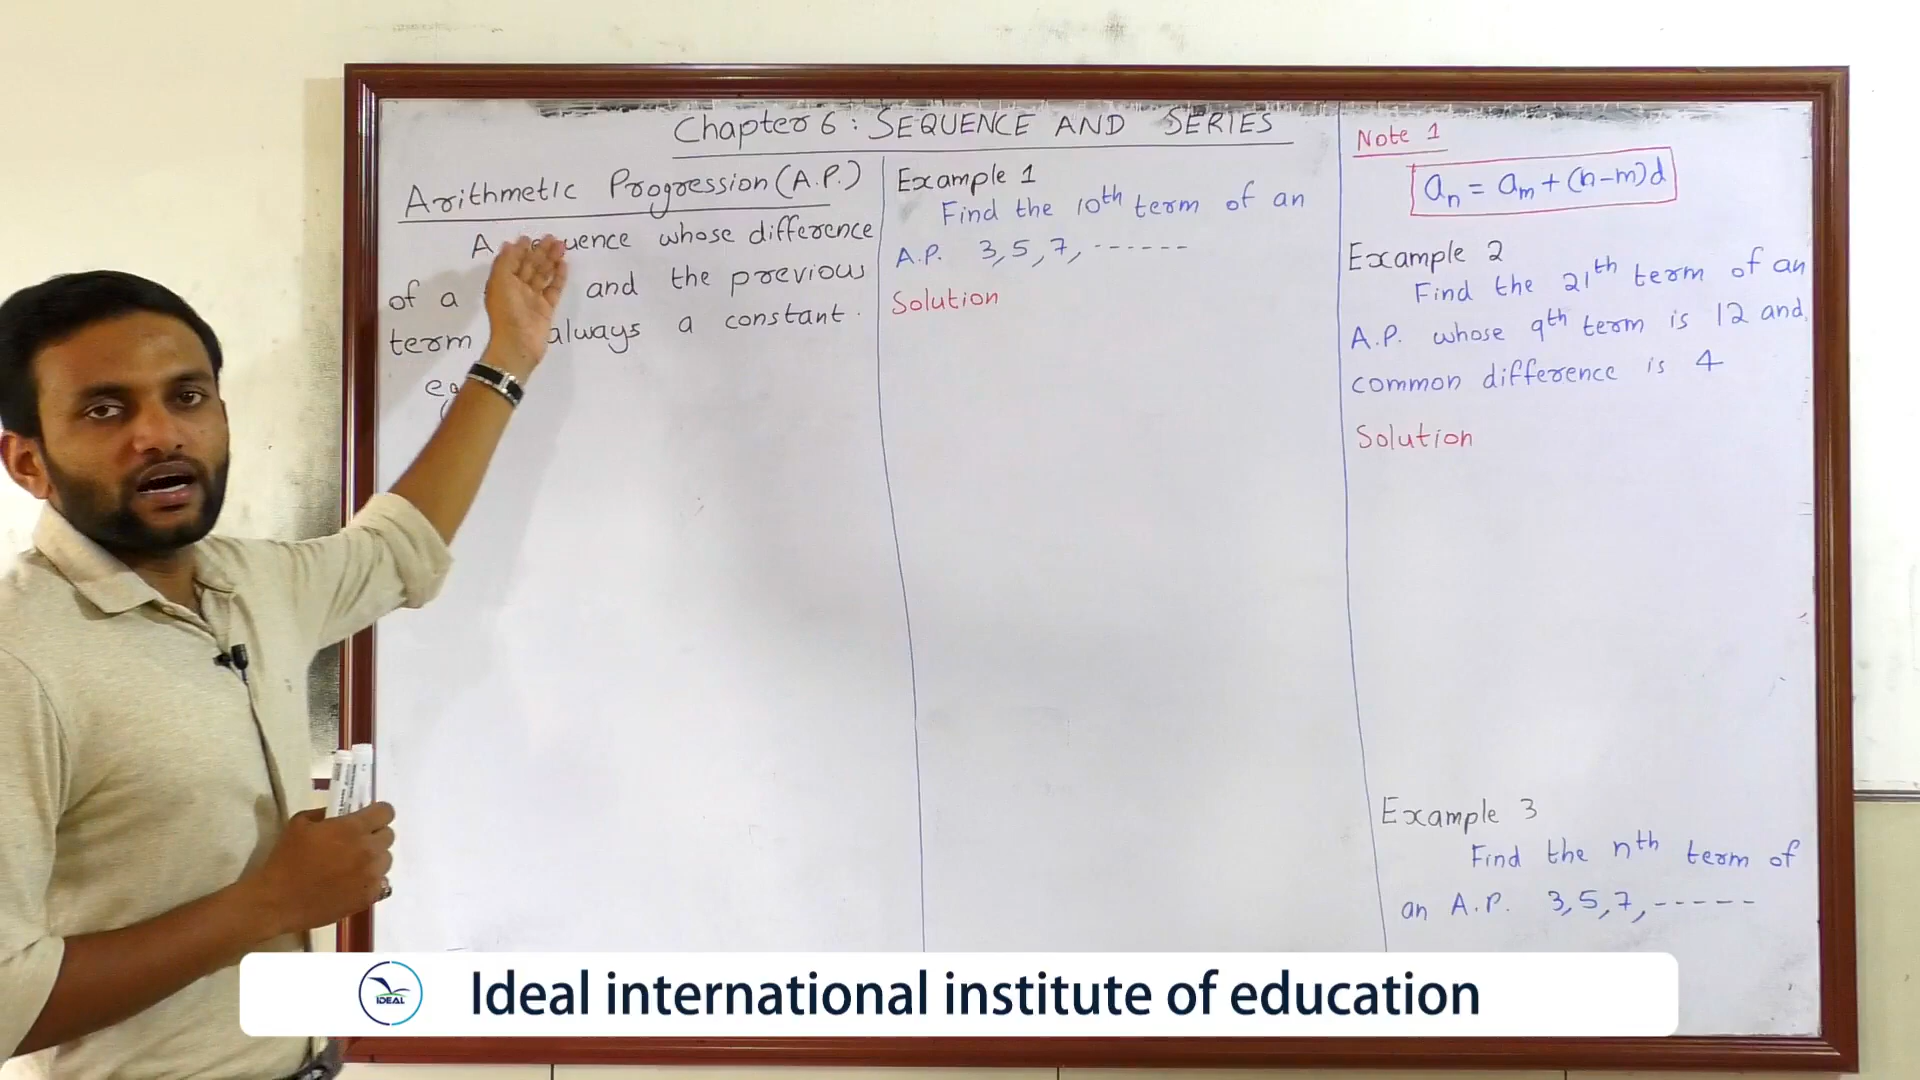 Chapter 6 : SEQUENCE AND SERIES
Arithmetic Progression (A.P.)
A sequence whose difference
of a and the previous
term always a constant.
eg
Example 1
Find the 10th term of an
A.P. 3, 5, 7, ------
Solution
Note 1
an = am + (n-m)d
Example 2
Find the 21th term of an
A.P. whose 9th term is 12 and,
common difference is 4
Solution
Example 3
Find the nth term of
an A.P. 3, 5, 7, -----
IDEAL
Ideal international institute of education